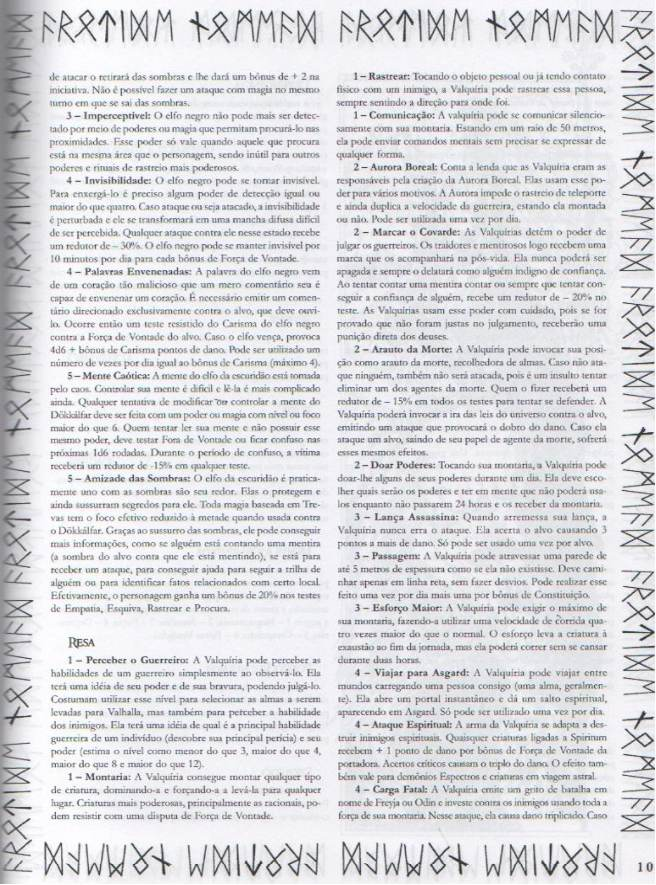 de atacar o retirará das sombras e lhe dará um bônus de + 2 na
iniciativa. Não é possível fazer um ataque com magia no mesmo
turno em que se sai das sombras.
3 – Imperceptível: O elfo negro não pode mais ser detec-
tado por meio de poderes ou magia que permitam procurá-lo nas
proximidades. Esse poder só vale quando aquele que procura
está na mesma área que o personagem, sendo inútil para outros
poderes e rituais de rastreio mais poderosos.
4 – Invisibilidade: O elfo negro pode se tornar invisível.
Para enxergá-lo é preciso algum poder de detecção igual ou
maior do que quatro. Caso ataque ou seja atacado, a invisibilidade
é perturbada e ele se transformará em uma mancha difusa difícil
de ser percebida. Qualquer ataque contra ele nesse estado recebe
um redutor de – 30%. O elfo negro pode se manter invisível por
10 minutos por dia para cada bônus de Força de Vontade.
4 – Palavras Envenenadas: A palavra do elfo negro vem
de um coração tão malicioso que um mero comentário seu é
capaz de envenenar um coração. É necessário emitir um comen-
tário direcionado exclusivamente contra o alvo, que deve ouvi-
lo. Ocorre então um teste resistido do Carisma do elfo negro
contra a Força de Vontade do alvo. Caso o elfo vença, provoca
4d6 + bônus de Carisma pontos de dano. Pode ser utilizado um
número de vezes por dia igual ao bônus de Carisma (máximo 4).
5 – Mente Caótica: A mente do elfo da escuridão está tomada
pelo caos. Controlar sua mente é difícil e lê-la é mais complicado
ainda. Qualquer tentativa de modificar ou controlar a mente do
Dökkálfar deve ser feita com um poder ou magia com nível ou foco
maior do que 6. Quem tentar ler sua mente e não possuir esse
mesmo poder, deve testar Fora de Vontade ou ficar confuso nas
próximas 1d6 rodadas. Durante o período de confusão, a vítima
receberá um redutor de -15% em qualquer teste.
5 – Amizade das Sombras: O elfo da escuridão é pratica-
mente uno com as sombras ao seu redor. Elas o protegem e
ainda sussurram segredos para ele. Toda magia baseada em Tre-
vas tem o foco efetivo reduzido à metade quando usada contra
o Dökkálfar. Graças ao sussurro das sombras, ele pode conseguir
mais informações, como se alguém está contando uma mentira
(a sombra do alvo conta que ele está mentindo), se está para
receber um ataque, para conseguir ajuda para seguir a trilha de
alguém ou para identificar fatos relacionados com certo local.
Efetivamente, o personagem ganha um bônus de 20% nos testes
de Empatia, Esquiva, Rastrear e Procura.
RESA
1 – Perceber o Guerreiro: A Valquíria pode perceber as
habilidades de um guerreiro simplesmente ao observá-lo. Ela
terá uma idéia de seu poder e de sua bravura, podendo julgá-lo.
Costumam utilizar esse nível para selecionar as almas a serem
levadas para Valhalla, mas também para perceber a habilidade
dos inimigos. Ela terá uma idéia de qual é a principal habilidade
guerreira de um indivíduo (descobre sua principal perícia) e seu
poder (estima o nível como menor do que 3, maior do que 4,
maior do que 8 e maior do que 12).
1 – Montaria: A Valquíria consegue montar qualquer tipo
de criatura, dominando-a e forçando-a a levá-la para qualquer
lugar. Criaturas mais poderosas, principalmente as racionais, po-
dem resistir com uma disputa de Força de Vontade.
1 – Rastrear: Tocando o objeto pessoal ou já tendo contato
físico com um inimigo, a Valquíria pode rastrear essa pessoa,
sempre sentindo a direção para onde foi.
1 – Comunicação: A valquíria pode se comunicar silencio-
samente com sua montaria. Estando em um raio de 50 metros,
ela pode enviar comandos mentais sem precisar se expressar de
qualquer forma.
2 – Aurora Boreal: Conta a lenda que as Valquírias eram as
responsáveis pela criação da Aurora Boreal. Elas usam esse po-
der para vários motivos. A Aurora impede o rastreio de teleporte
e ainda duplica a velocidade da guerreira, estando ela montada
ou não. Pode ser utilizada uma vez por dia.
2 – Marcar o Covarde: As Valquírias detêm o poder de
julgar os guerreiros. Os traidores e mentirosos logo recebem uma
marca que os acompanhará na pós-vida. Ela nunca poderá ser
apagada e sempre o delatará como alguém indigno de confiança.
Ao tentar contar uma mentira contar ou sempre que tentar con-
seguir a confiança de alguém, recebe um redutor de – 20% no
teste. As Valquírias usam esse poder com cuidado, pois se for
provado que não foram justas no julgamento, receberão uma
punição direta dos deuses.
2 – Arauto da Morte: A Valquíria pode invocar sua posi-
ção como arauto da morte, recolhedora de almas. Caso não ata-
que ninguém, também não será atacada, pois é um insulto tentar
eliminar um dos agentes da morte. Quem o fizer receberá um
redutor de – 15% em todos os testes para tentar se defender. A
Valquíria poderá invocar a ira das leis do universo contra o alvo,
emitindo um ataque que provocará o dobro do dano. Caso ela
ataque um alvo, saindo de seu papel de agente da morte, sofrerá
esses mesmos efeitos.
2 – Doar Poderes: Tocando sua montaria, a Valquíria pode
doar-lhe alguns de seus poderes durante um dia. Ela deve esco-
lher quais serão os poderes e ter em mente que não poderá usa-
los enquanto não passarem 24 horas e os receber da montaria.
3 – Lança Assassina: Quando arremessa sua lança, a
Valquíria nunca erra o ataque. Ela acerta o alvo causando 3
pontos a mais de dano. Só pode ser usado uma vez por alvo.
3 – Passagem: A Valquíria pode atravessar uma parede de
até 5 metros de espessura como se ela não existisse. Deve cami-
nhar apenas em linha reta, sem fazer desvios. Pode realizar esse
feito uma vez por dia mais uma por bônus de Constituição.
3 – Esforço Maior: A Valquíria pode exigir o máximo de
sua montaria, fazendo-a utilizar uma velocidade de corrida qua-
tro vezes maior do que o normal. O esforço leva a criatura à
exaustão ao fim da jornada, mas ela poderá correr sem se cansar
durante duas horas.
4 – Viajar para Asgard: A Valquíria pode viajar entre
mundos carregando uma pessoa consigo (uma alma, geralmen-
te). Ela abre um portal instantâneo e dá um salto espiritual,
aparecendo em Asgard. Só pode ser utilizado uma vez por dia.
4 – Ataque Espiritual: A arma da Valquíria se adapta a des-
truir inimigos espirituais. Quaisquer criaturas ligadas a Spiritum
recebem + 1 ponto de dano por bônus de Força de Vontade da
portadora. Acertos críticos causam o triplo do dano. O efeito tam-
bém vale para demônios Espectros e criaturas em viagem astral.
4 – Carga Fatal: A Valquíria emite um grito de batalha em
nome de Freyja ou Odin e investe contra os inimigos usando toda a
força de sua montaria. Nesse ataque, ela causa dano triplicado. Caso
10